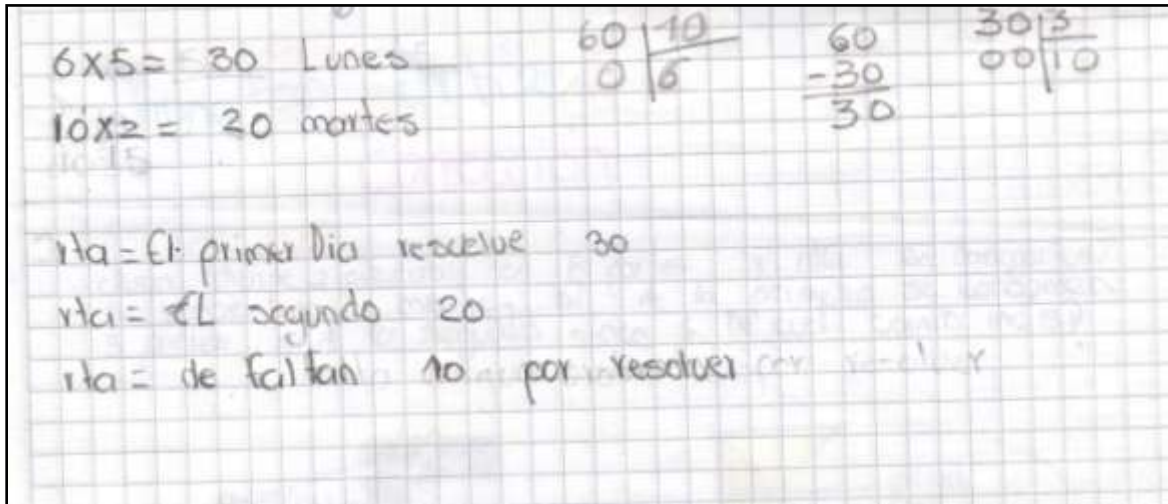 6x5= 30 Lunes
10x2= 20 martes
60 | 10
0 | 6
60
-30
30
30 | 3
00 | 10
rta = El primer Dia resuelve 30
rta = EL segundo 20
rta = de faltan 10 por resolver